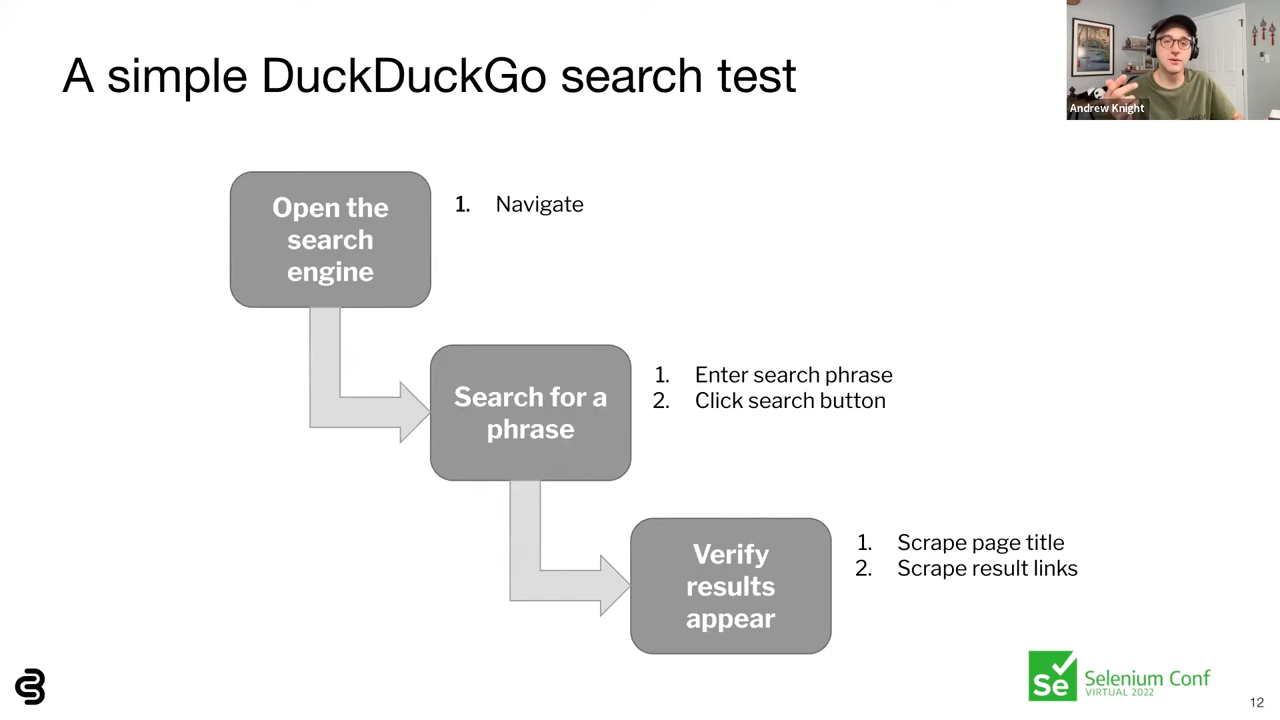 A simple DuckDuckGo search test
Andrew Knight
Open the
search
engine
1. Navigate
Search for a
phrase
1. Enter search phrase
2. Click search button
Verify
results
appear
1. Scrape page title
2. Scrape result links
Se
Selenium Conf
VIRTUAL 2022
12